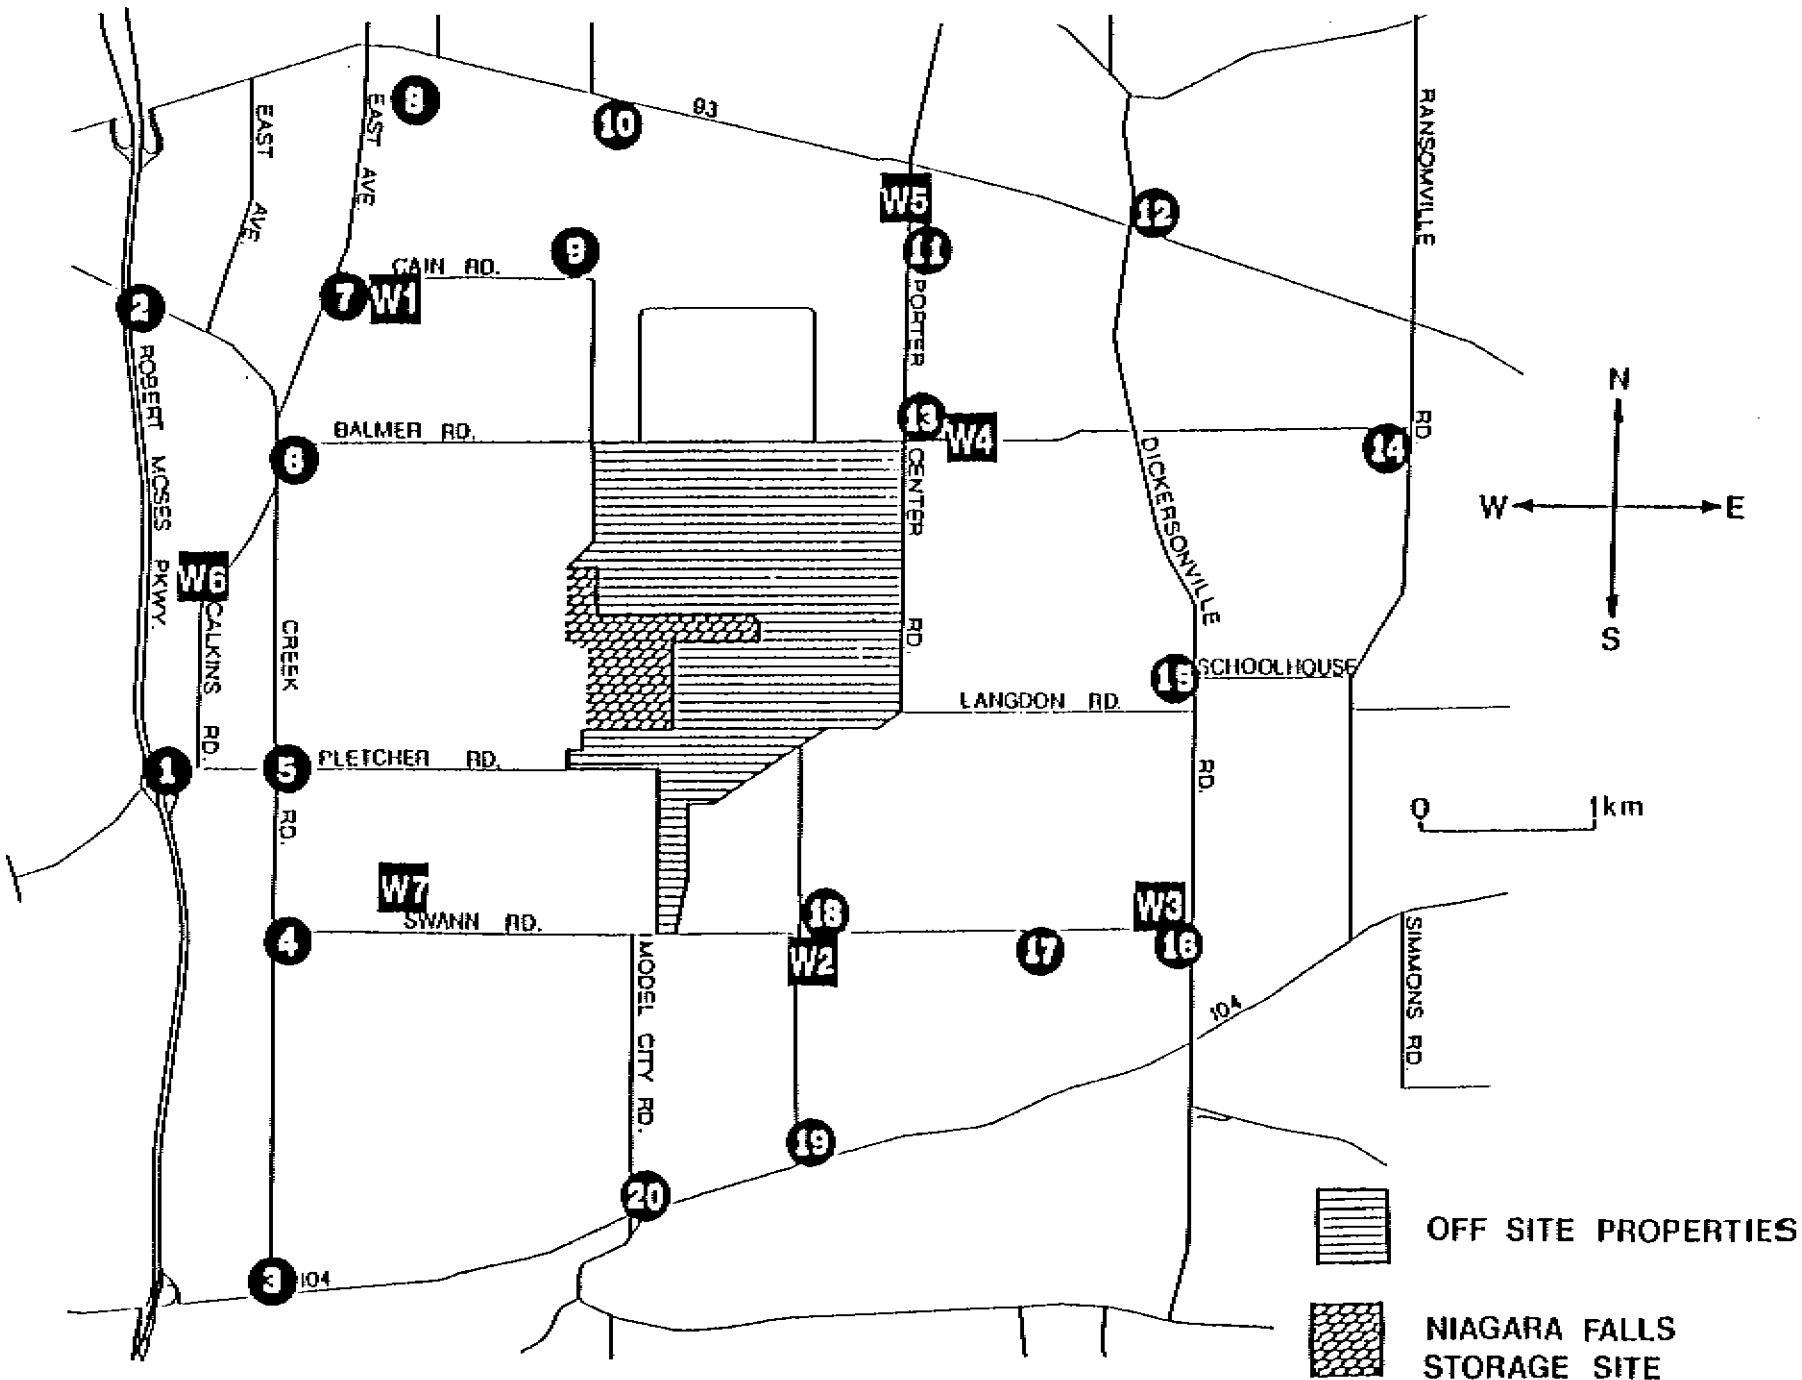 EAST AVE.
EAST AVE.
8
10
93
RANSOMVILLE RD
W5
12
9
11
CAIN RD.
7
W1
2
PORTER CENTER RD.
ROBERT MOSES PKWY.
N
13
W4
BALMER RD.
14
6
DICKERSONVILLE RD.
W E
W6
S
CALKINS RD.
CREEK RD.
15
SCHOOLHOUSE
LANGDON RD.
1
5
PLETCHER RD.
0 1km
W7
SWANN RD.
18
W3
4
W2
17
16
MODEL CITY RD.
SIMMONS RD.
104
19
20
3
104
OFF SITE PROPERTIES
NIAGARA FALLS
STORAGE SITE